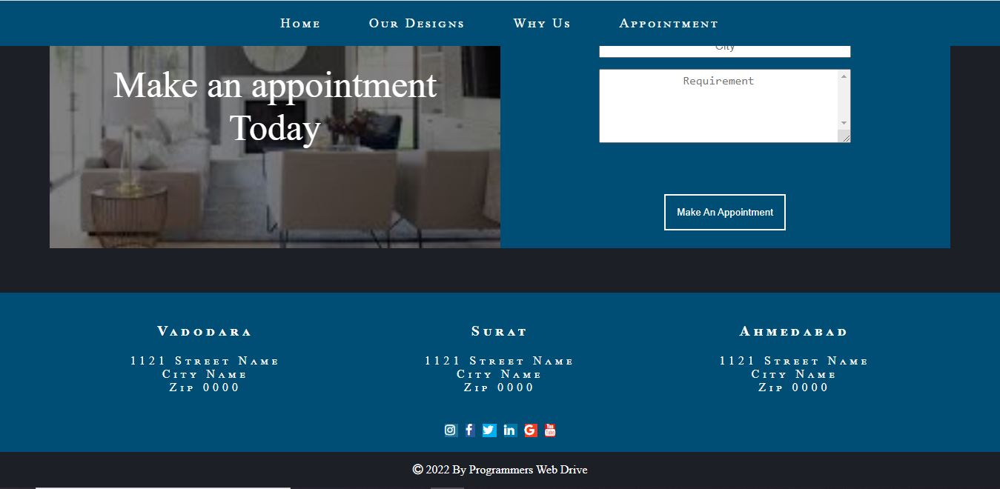 Home Our Designs Why Us Appointment
Make an appointment
Today
City
Requirement
Make An Appointment
Vadodara Surat Ahmedabad
1121 Street Name 1121 Street Name 1121 Street Name
City Name City Name City Name
Zip 0000 Zip 0000 Zip 0000
© 2022 By Programmers Web Drive